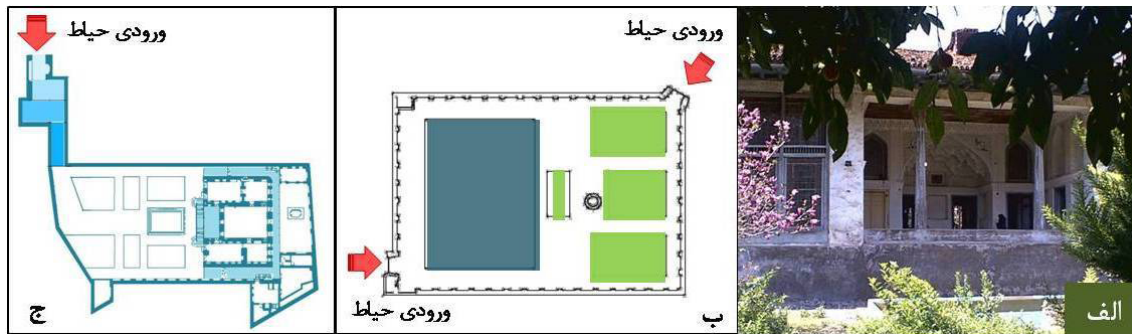 ورودی حیاط
ورودی حیاط
ورودی حیاط
الف
ب
ج